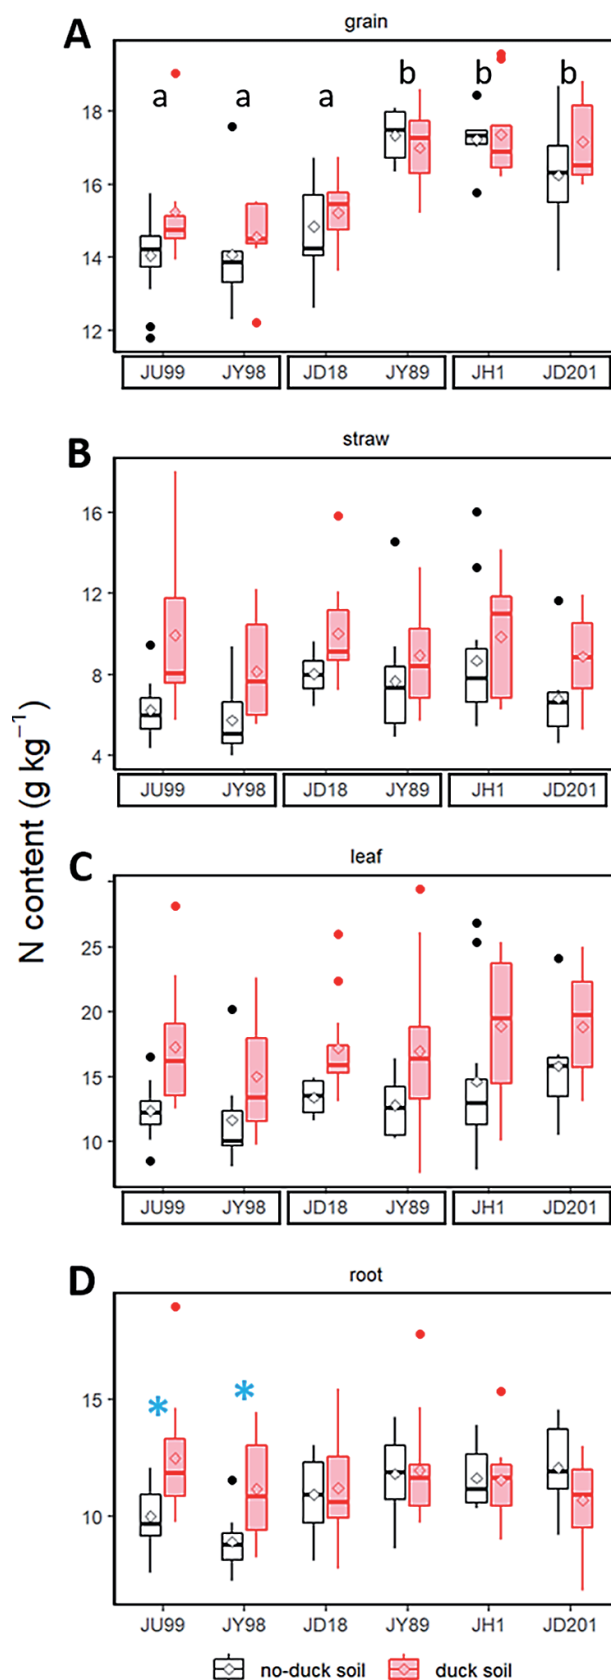 A
grain
a a a b b b
18
16
14
12
JU99 JY98 JD18 JY89 JH1 JD201
B
straw
16
12
8
4
JU99 JY98 JD18 JY89 JH1 JD201
N content (g kg⁻¹)
C
leaf
25
20
15
10
JU99 JY98 JD18 JY89 JH1 JD201
D
root
* *
15
10
JU99 JY98 JD18 JY89 JH1 JD201
no-duck soil duck soil